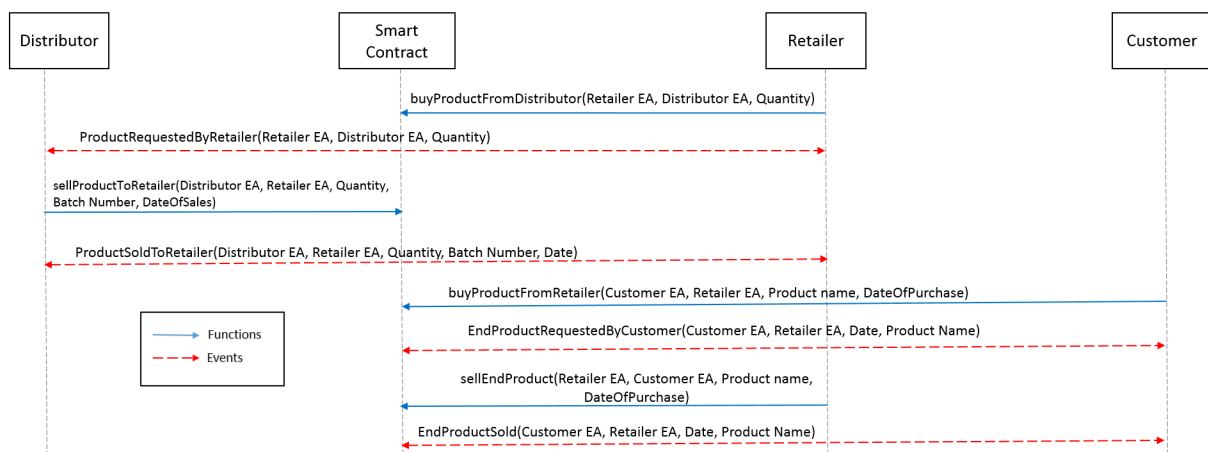 Distributor
Smart
Contract
Retailer
Customer
buyProductFromDistributor(Retailer EA, Distributor EA, Quantity)
ProductRequestedByRetailer(Retailer EA, Distributor EA, Quantity)
sellProductToRetailer(Distributor EA, Retailer EA, Quantity,
Batch Number, DateOfSales)
ProductSoldToRetailer(Distributor EA, Retailer EA, Quantity, Batch Number, Date)
buyProductFromRetailer(Customer EA, Retailer EA, Product name, DateOfPurchase)
Functions
Events
EndProductRequestedByCustomer(Customer EA, Retailer EA, Date, Product Name)
sellEndProduct(Retailer EA, Customer EA, Product name,
DateOfPurchase)
EndProductSold(Customer EA, Retailer EA, Date, Product Name)